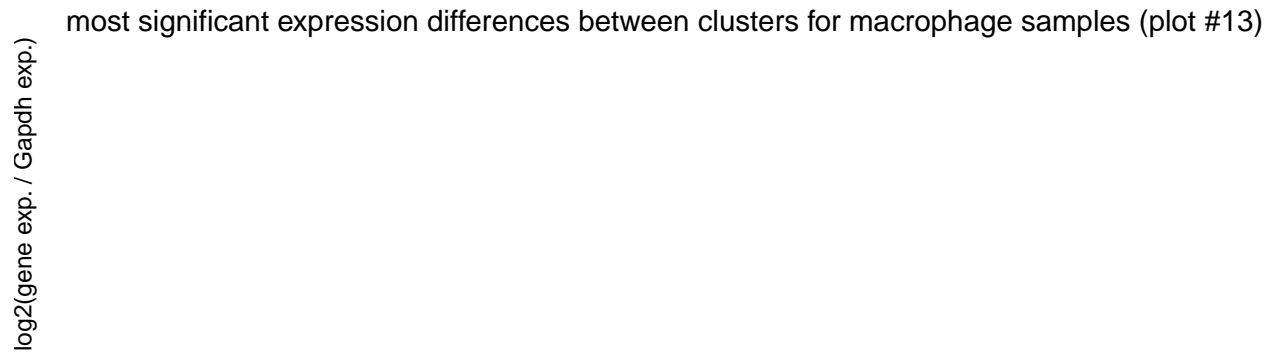 most significant expression differences between clusters for macrophage samples (plot #13)
log2(gene exp. / Gapdh exp.)